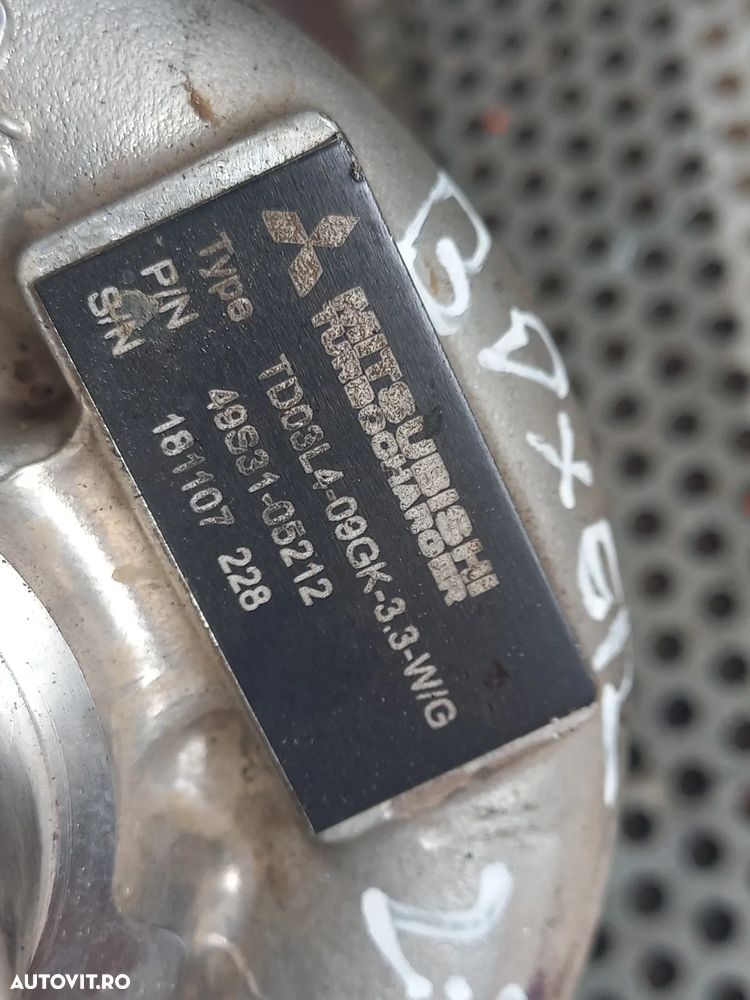 MITSUBISHI
TURBOCHARGER
Type TD03L4-09GK-3.3-W/G
P/N 49S31-05212
S/N 181107 228
AUTOVIT.RO